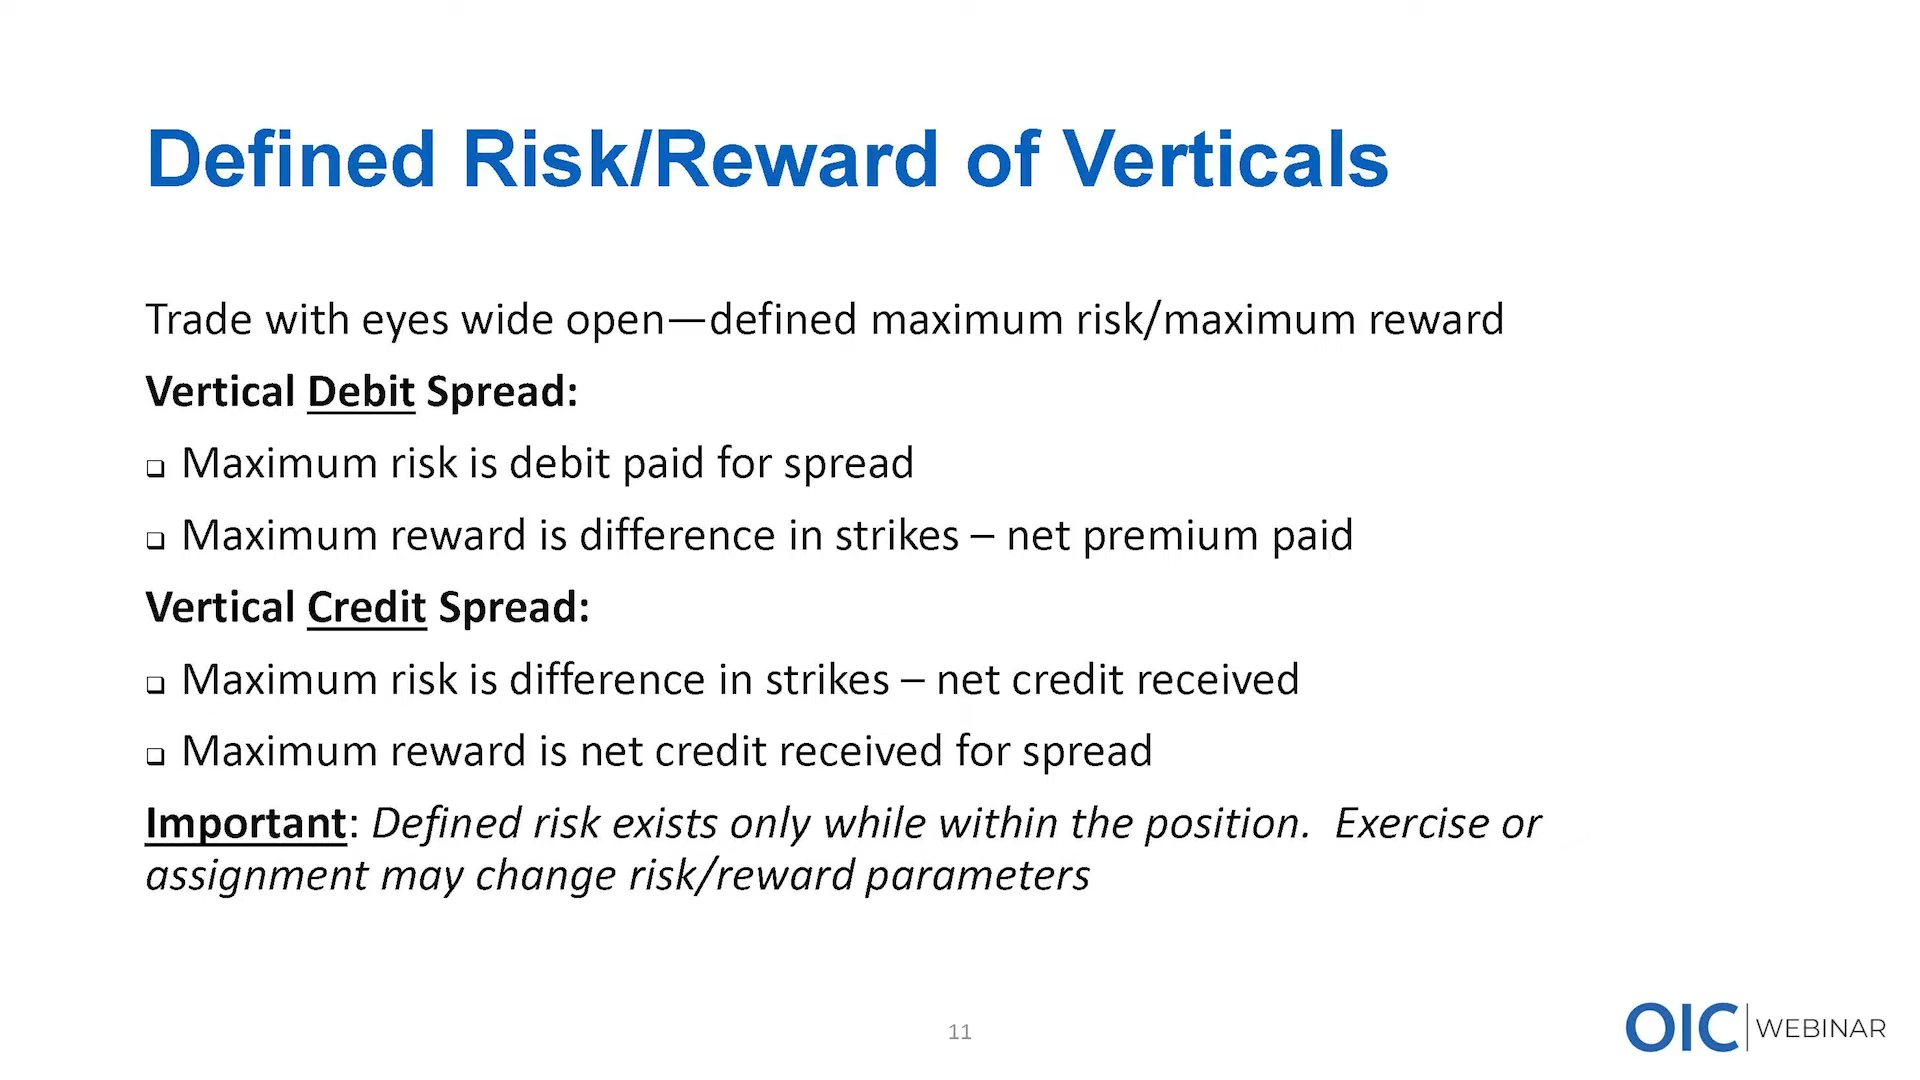 Defined Risk/Reward of Verticals
Trade with eyes wide open—defined maximum risk/maximum reward
Vertical Debit Spread:
❑ Maximum risk is debit paid for spread
❑ Maximum reward is difference in strikes – net premium paid
Vertical Credit Spread:
❑ Maximum risk is difference in strikes – net credit received
❑ Maximum reward is net credit received for spread
Important: Defined risk exists only while within the position.  Exercise or
assignment may change risk/reward parameters
11
OIC | WEBINAR